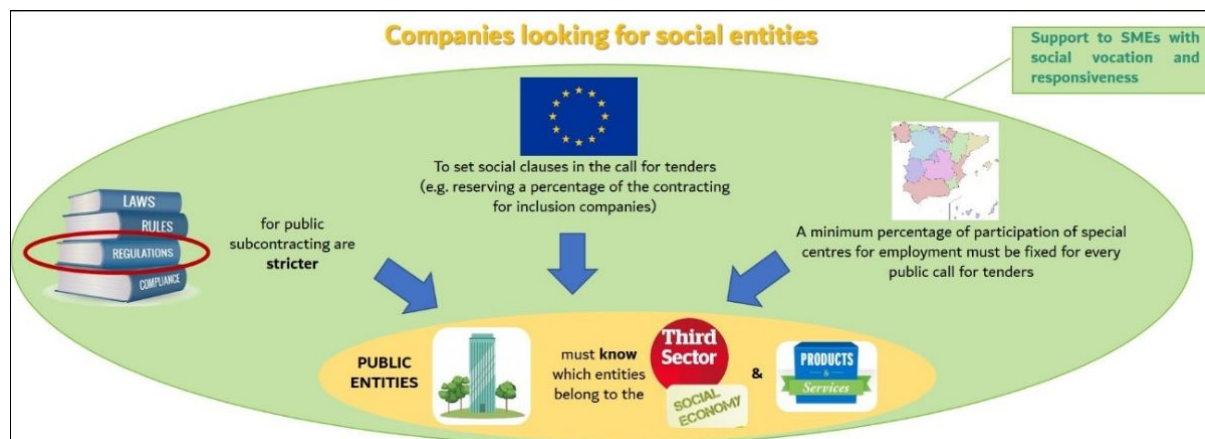 Companies looking for social entities
Support to SMEs with
social vocation and
responsiveness
To set social clauses in the call for tenders
(e.g. reserving a percentage of the contracting
for inclusion companies)
LAWS
RULES
REGULATIONS
COMPLIANCE
for public
subcontracting are
stricter
A minimum percentage of participation of special
centres for employment must be fixed for every
public call for tenders
PUBLIC
ENTITIES
must know
which entities
belong to the
Third
Sector
SOCIAL
ECONOMY
&
PRODUCTS
&
Services